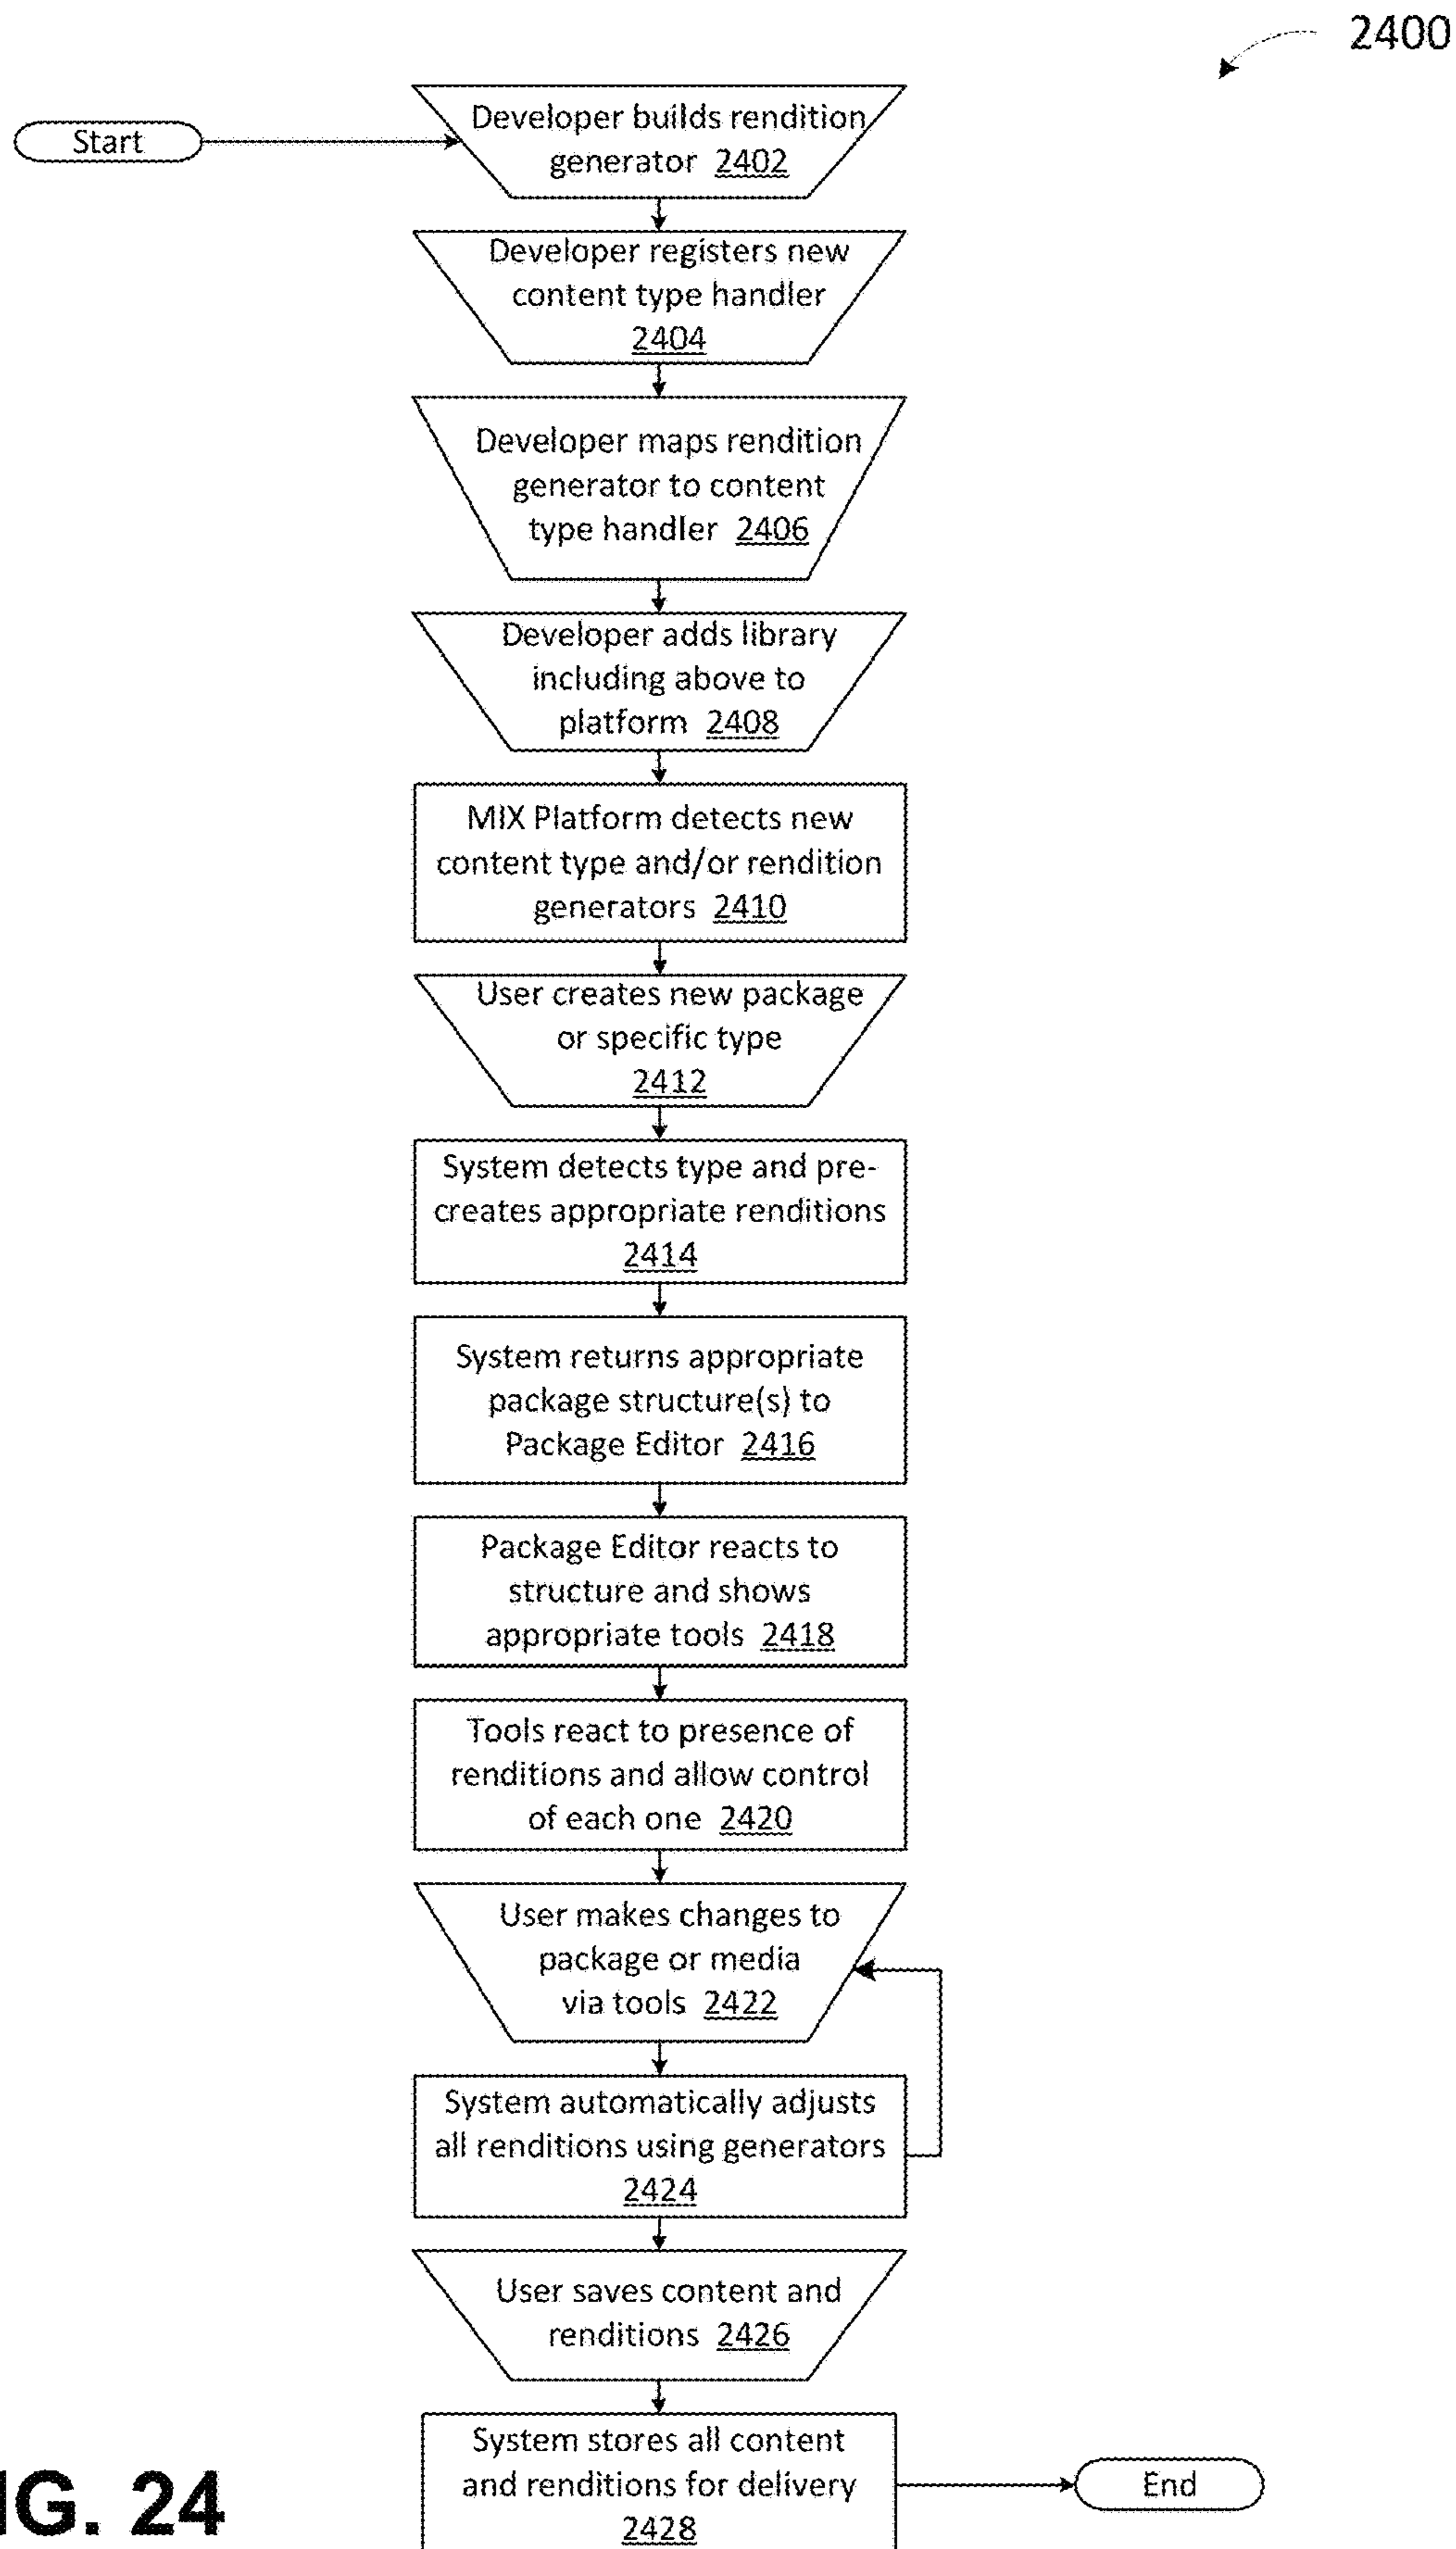 2400
Start
Developer builds rendition
generator 2402
Developer registers new
content type handler
2404
Developer maps rendition
generator to content
type handler 2406
Developer adds library
including above to
platform 2408
MIX Platform detects new
content type and/or rendition
generators 2410
User creates new package
or specific type
2412
System detects type and pre-
creates appropriate renditions
2414
System returns appropriate
package structure(s) to
Package Editor 2416
Package Editor reacts to
structure and shows
appropriate tools 2418
Tools react to presence of
renditions and allow control
of each one 2420
User makes changes to
package or media
via tools 2422
System automatically adjusts
all renditions using generators
2424
User saves content and
renditions 2426
System stores all content
and renditions for delivery
2428
End
IG. 24